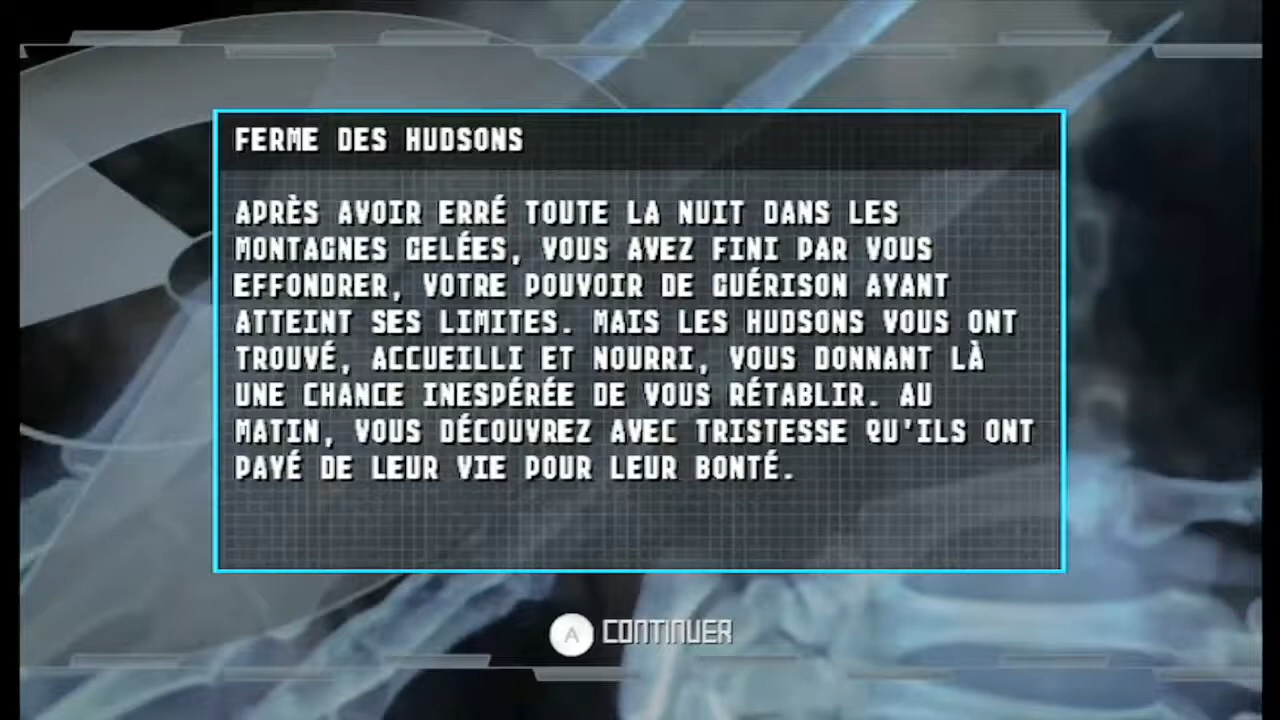 FERME DES HUDSONS
APRÈS AVOIR ERRÉ TOUTE LA NUIT DANS LES
MONTAGNES GELÉES, VOUS AVEZ FINI PAR VOUS
EFFONDRER, VOTRE POUVOIR DE GUÉRISON AYANT
ATTEINT SES LIMITES. MAIS LES HUDSONS VOUS ONT
TROUVÉ, ACCUEILLI ET NOURRI, VOUS DONNANT LÀ
UNE CHANCE INESPÉRÉE DE VOUS RÉTABLIR. AU
MATIN, VOUS DÉCOUVREZ AVEC TRISTESSE QU'ILS ONT
PAYÉ DE LEUR VIE POUR LEUR BONTÉ.
A CONTINUER